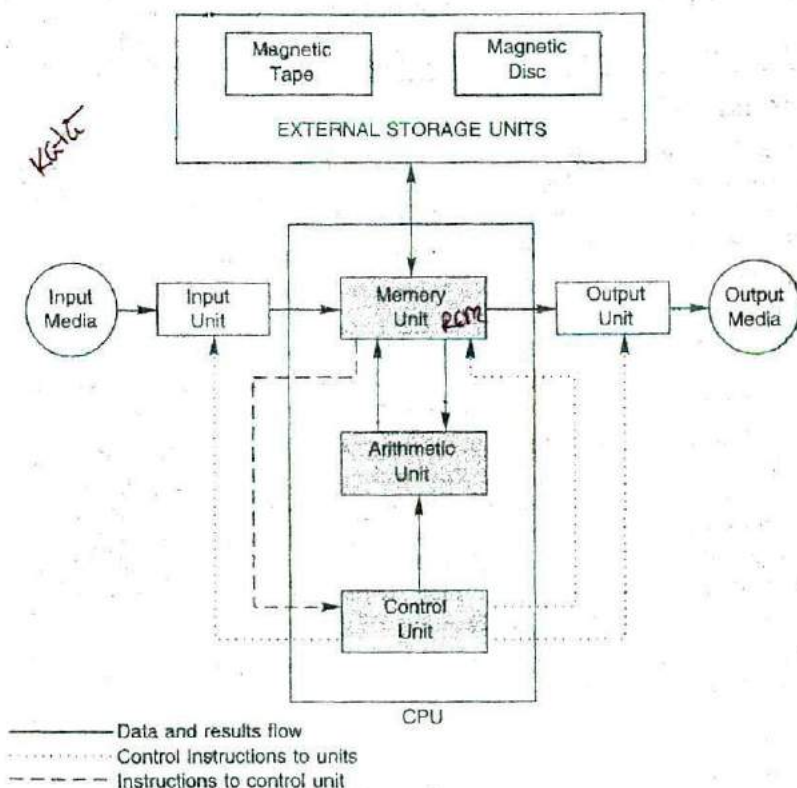 Magnetic
Tape
Magnetic
Disc
EXTERNAL STORAGE UNITS
Input
Media
Input
Unit
Memory
Unit
Output
Unit
Output
Media
Arithmetic
Unit
Control
Unit
CPU
Data and results flow
Control instructions to units
Instructions to control unit